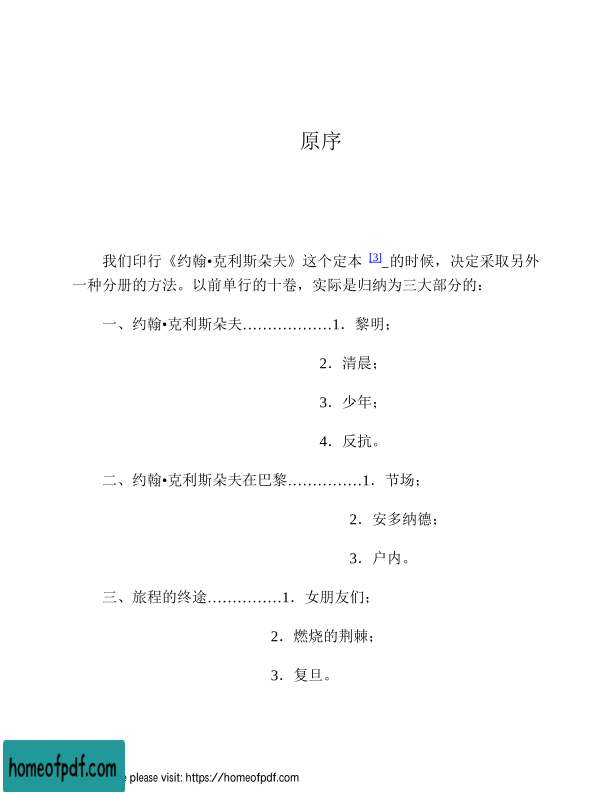 原序
我们印行《约翰•克利斯朵夫》这个定本 [3] 的时候，决定采取另外
一种分册的方法。以前单行的十卷，实际是归纳为三大部分的：
一、约翰•克利斯朵夫………………1．黎明；
2．清晨；
3．少年；
4．反抗。
二、约翰•克利斯朵夫在巴黎……………1．节场；
2．安多纳德；
3．户内。
三、旅程的终途……………1．女朋友们；
2．燃烧的荆棘；
3．复旦。
homeofpdf.com
please visit: https://homeofpdf.com